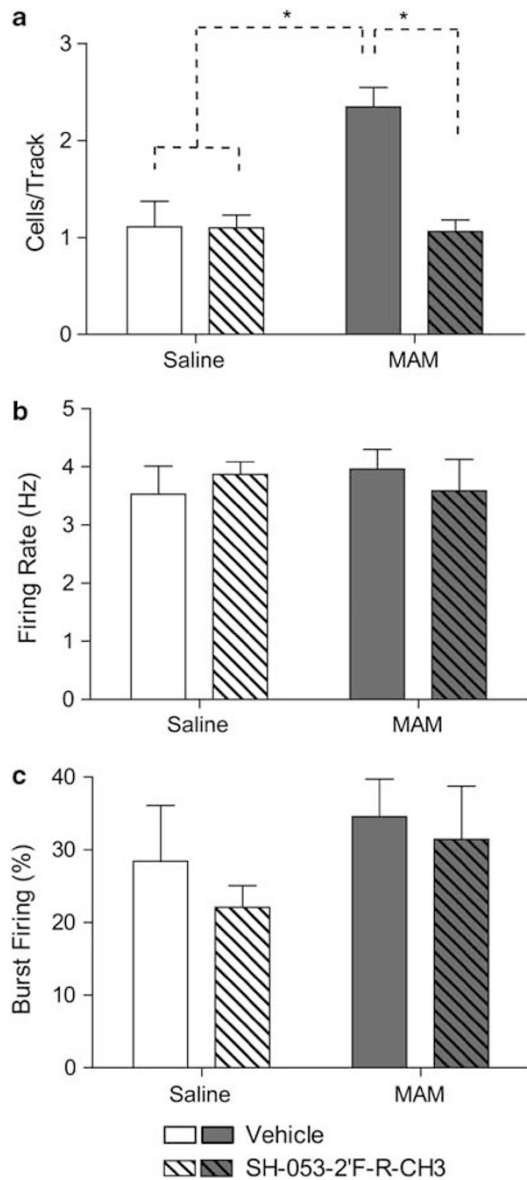 a
* *
3
2
1
0
Cells/Track
Saline MAM
b
5
4
3
2
1
0
Firing Rate (Hz)
Saline MAM
c
40
30
20
10
0
Burst Firing (%)
Saline MAM
Vehicle
SH-053-2'F-R-CH3